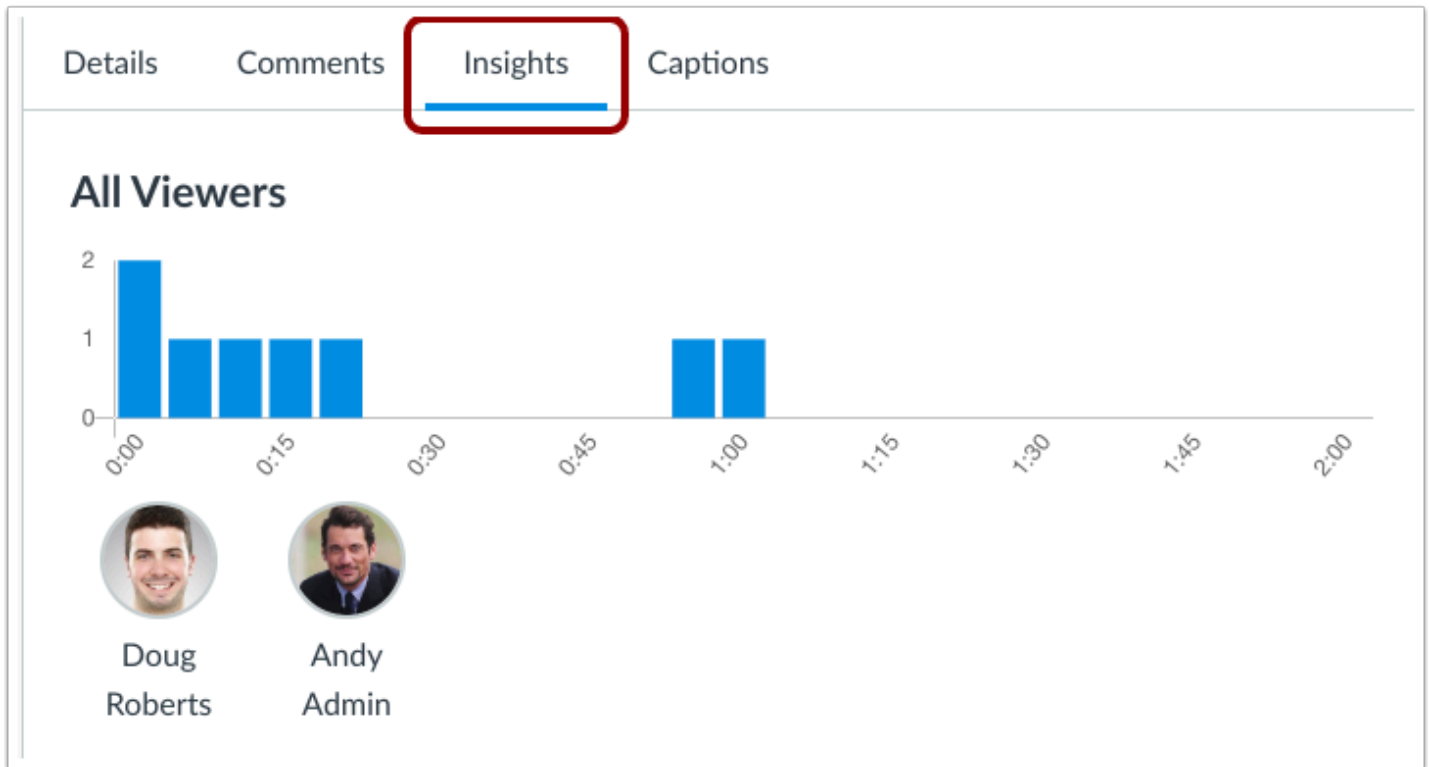 Details Comments Insights Captions
All Viewers
2
1
0
0:00 0:15 0:30 0:45 1:00 1:15 1:30 1:45 2:00
Doug Andy
Roberts Admin